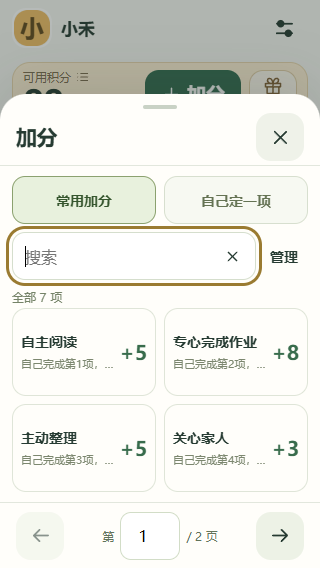 小 小禾
可用积分
加分
加分
常用加分 自己定一项
搜索 管理
全部 7 项
自主阅读 +5
自己完成第1项，...
专心完成作业 +8
自己完成第2项，...
主动整理 +5
自己完成第3项，...
关心家人 +3
自己完成第4项，...
第 1 / 2 页